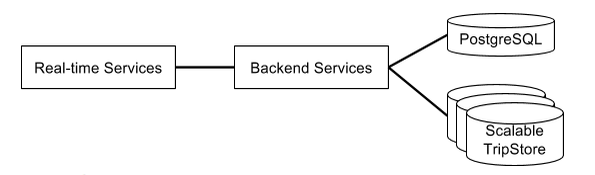 Real-time Services
Backend Services
PostgreSQL
Scalable
TripStore